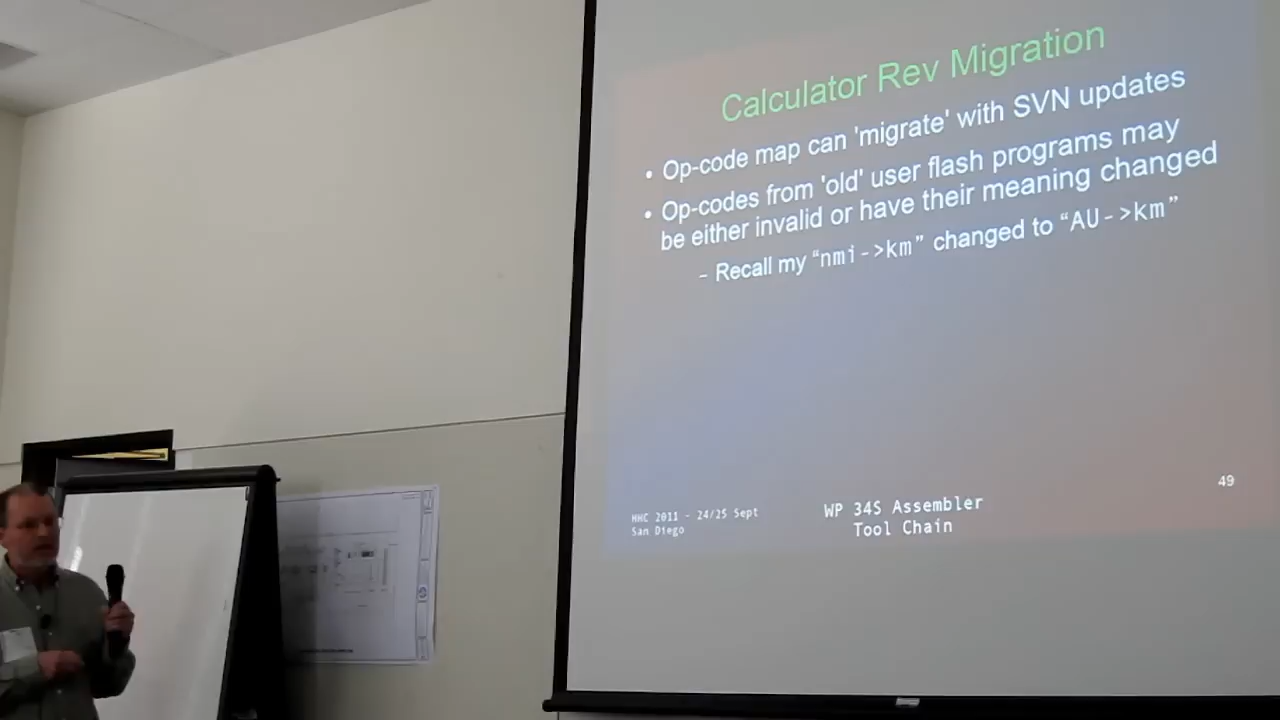 Calculator Rev Migration
• Op-code map can 'migrate' with SVN updates
• Op-codes from 'old' user flash programs may
be either invalid or have their meaning changed
– Recall my “nmi->km” changed to “AU->km”
49
HHC 2011 - 24/25 Sept
San Diego
WP 34S Assembler
Tool Chain